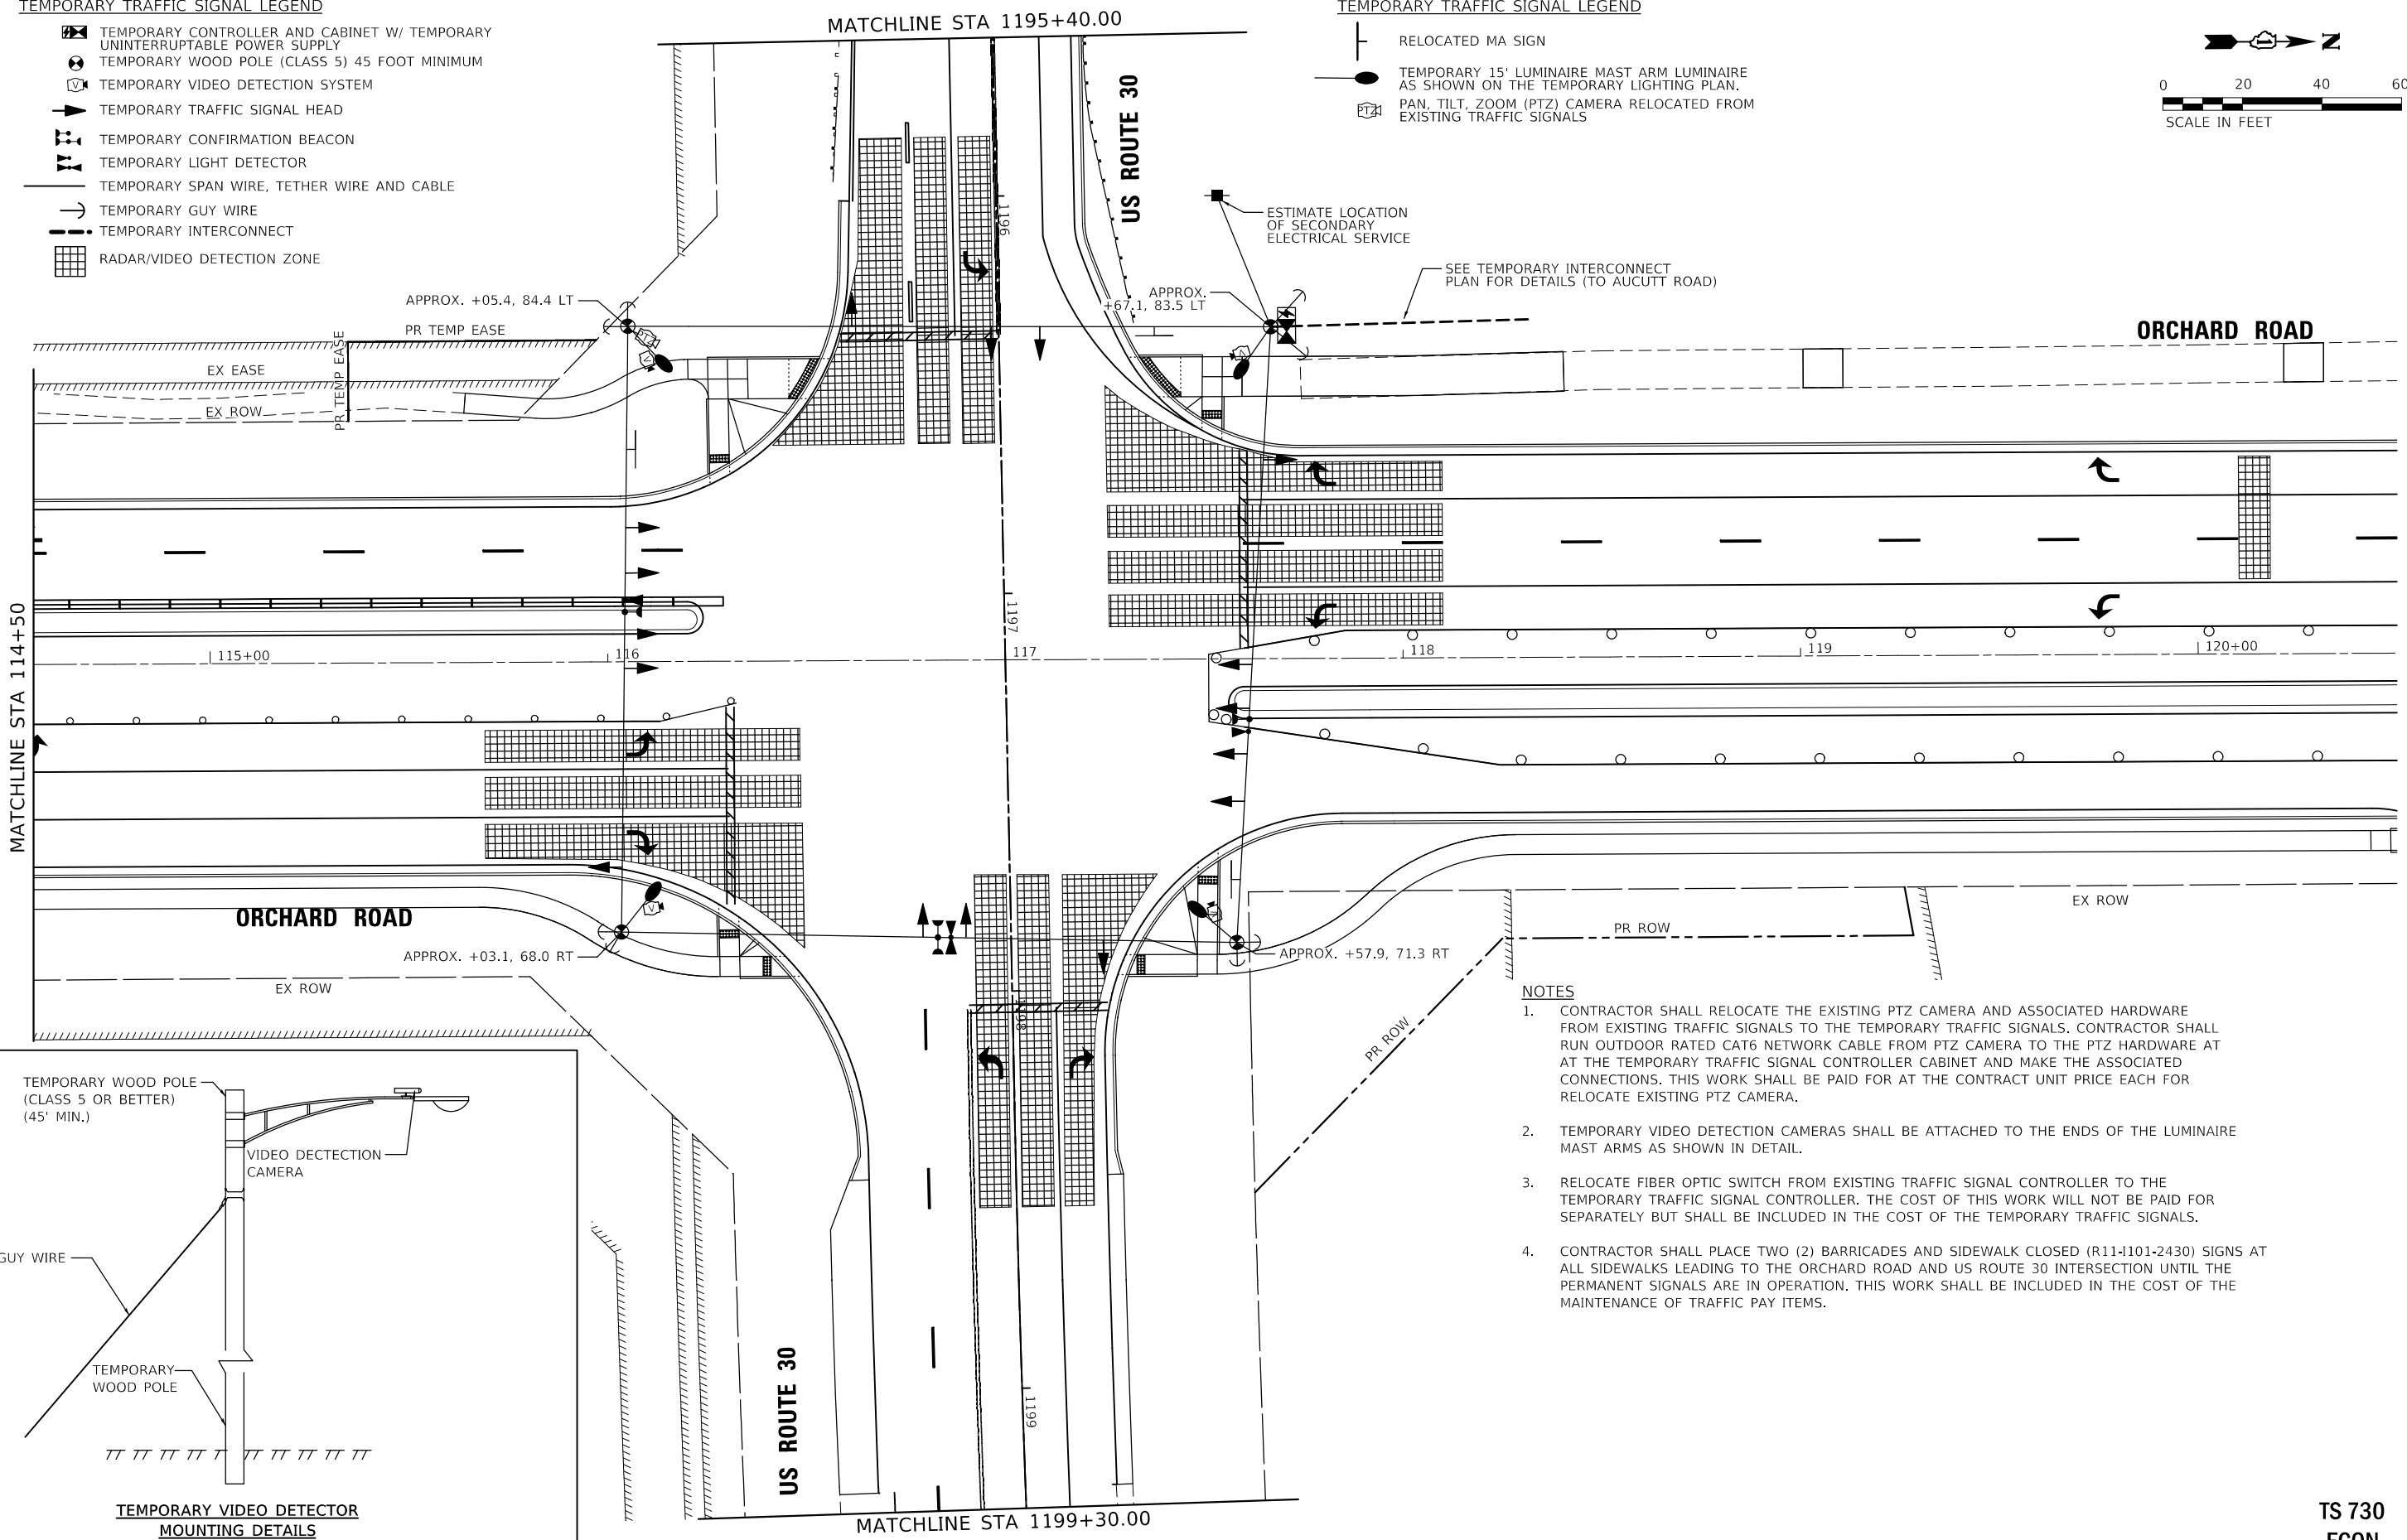 TEMPORARY TRAFFIC SIGNAL LEGEND
TEMPORARY CONTROLLER AND CABINET W/ TEMPORARY
UNINTERRUPTABLE POWER SUPPLY
TEMPORARY WOOD POLE (CLASS 5) 45 FOOT MINIMUM
V
TEMPORARY VIDEO DETECTION SYSTEM
TEMPORARY TRAFFIC SIGNAL HEAD
TEMPORARY CONFIRMATION BEACON
TEMPORARY LIGHT DETECTOR
TEMPORARY SPAN WIRE, TETHER WIRE AND CABLE
TEMPORARY GUY WIRE
TEMPORARY INTERCONNECT
RADAR/VIDEO DETECTION ZONE
MATCHLINE STA 1195+40.00
TEMPORARY TRAFFIC SIGNAL LEGEND
RELOCATED MA SIGN
TEMPORARY 15' LUMINAIRE MAST ARM LUMINAIRE
AS SHOWN ON THE TEMPORARY LIGHTING PLAN.
PTZ
PAN, TILT, ZOOM (PTZ) CAMERA RELOCATED FROM
EXISTING TRAFFIC SIGNALS
N
0 20 40 60
SCALE IN FEET
US ROUTE 30
1196
ESTIMATE LOCATION
OF SECONDARY
ELECTRICAL SERVICE
SEE TEMPORARY INTERCONNECT
PLAN FOR DETAILS (TO AUCUTT ROAD)
APPROX. +05.4, 84.4 LT
APPROX.
+67.1, 83.5 LT
PR TEMP EASE
PR TEMP EASE
EX EASE
EX ROW
PTZ
V
V
ORCHARD ROAD
MATCHLINE STA 114+50
1197
115+00
116
117
118
119
120+00
ORCHARD ROAD
V
V
APPROX. +03.1, 68.0 RT
APPROX. +57.9, 71.3 RT
EX ROW
PR ROW
EX ROW
PR ROW
1198
1199
US ROUTE 30
MATCHLINE STA 1199+30.00
NOTES
1. CONTRACTOR SHALL RELOCATE THE EXISTING PTZ CAMERA AND ASSOCIATED HARDWARE
FROM EXISTING TRAFFIC SIGNALS TO THE TEMPORARY TRAFFIC SIGNALS. CONTRACTOR SHALL
RUN OUTDOOR RATED CAT6 NETWORK CABLE FROM PTZ CAMERA TO THE PTZ HARDWARE AT
AT THE TEMPORARY TRAFFIC SIGNAL CONTROLLER CABINET AND MAKE THE ASSOCIATED
CONNECTIONS. THIS WORK SHALL BE PAID FOR AT THE CONTRACT UNIT PRICE EACH FOR
RELOCATE EXISTING PTZ CAMERA.
2. TEMPORARY VIDEO DETECTION CAMERAS SHALL BE ATTACHED TO THE ENDS OF THE LUMINAIRE
MAST ARMS AS SHOWN IN DETAIL.
3. RELOCATE FIBER OPTIC SWITCH FROM EXISTING TRAFFIC SIGNAL CONTROLLER TO THE
TEMPORARY TRAFFIC SIGNAL CONTROLLER. THE COST OF THIS WORK WILL NOT BE PAID FOR
SEPARATELY BUT SHALL BE INCLUDED IN THE COST OF THE TEMPORARY TRAFFIC SIGNALS.
4. CONTRACTOR SHALL PLACE TWO (2) BARRICADES AND SIDEWALK CLOSED (R11-I101-2430) SIGNS AT
ALL SIDEWALKS LEADING TO THE ORCHARD ROAD AND US ROUTE 30 INTERSECTION UNTIL THE
PERMANENT SIGNALS ARE IN OPERATION. THIS WORK SHALL BE INCLUDED IN THE COST OF THE
MAINTENANCE OF TRAFFIC PAY ITEMS.
TEMPORARY WOOD POLE
(CLASS 5 OR BETTER)
(45' MIN.)
VIDEO DECTECTION
CAMERA
GUY WIRE
TEMPORARY
WOOD POLE
TEMPORARY VIDEO DETECTOR
MOUNTING DETAILS
TS 730
ECON